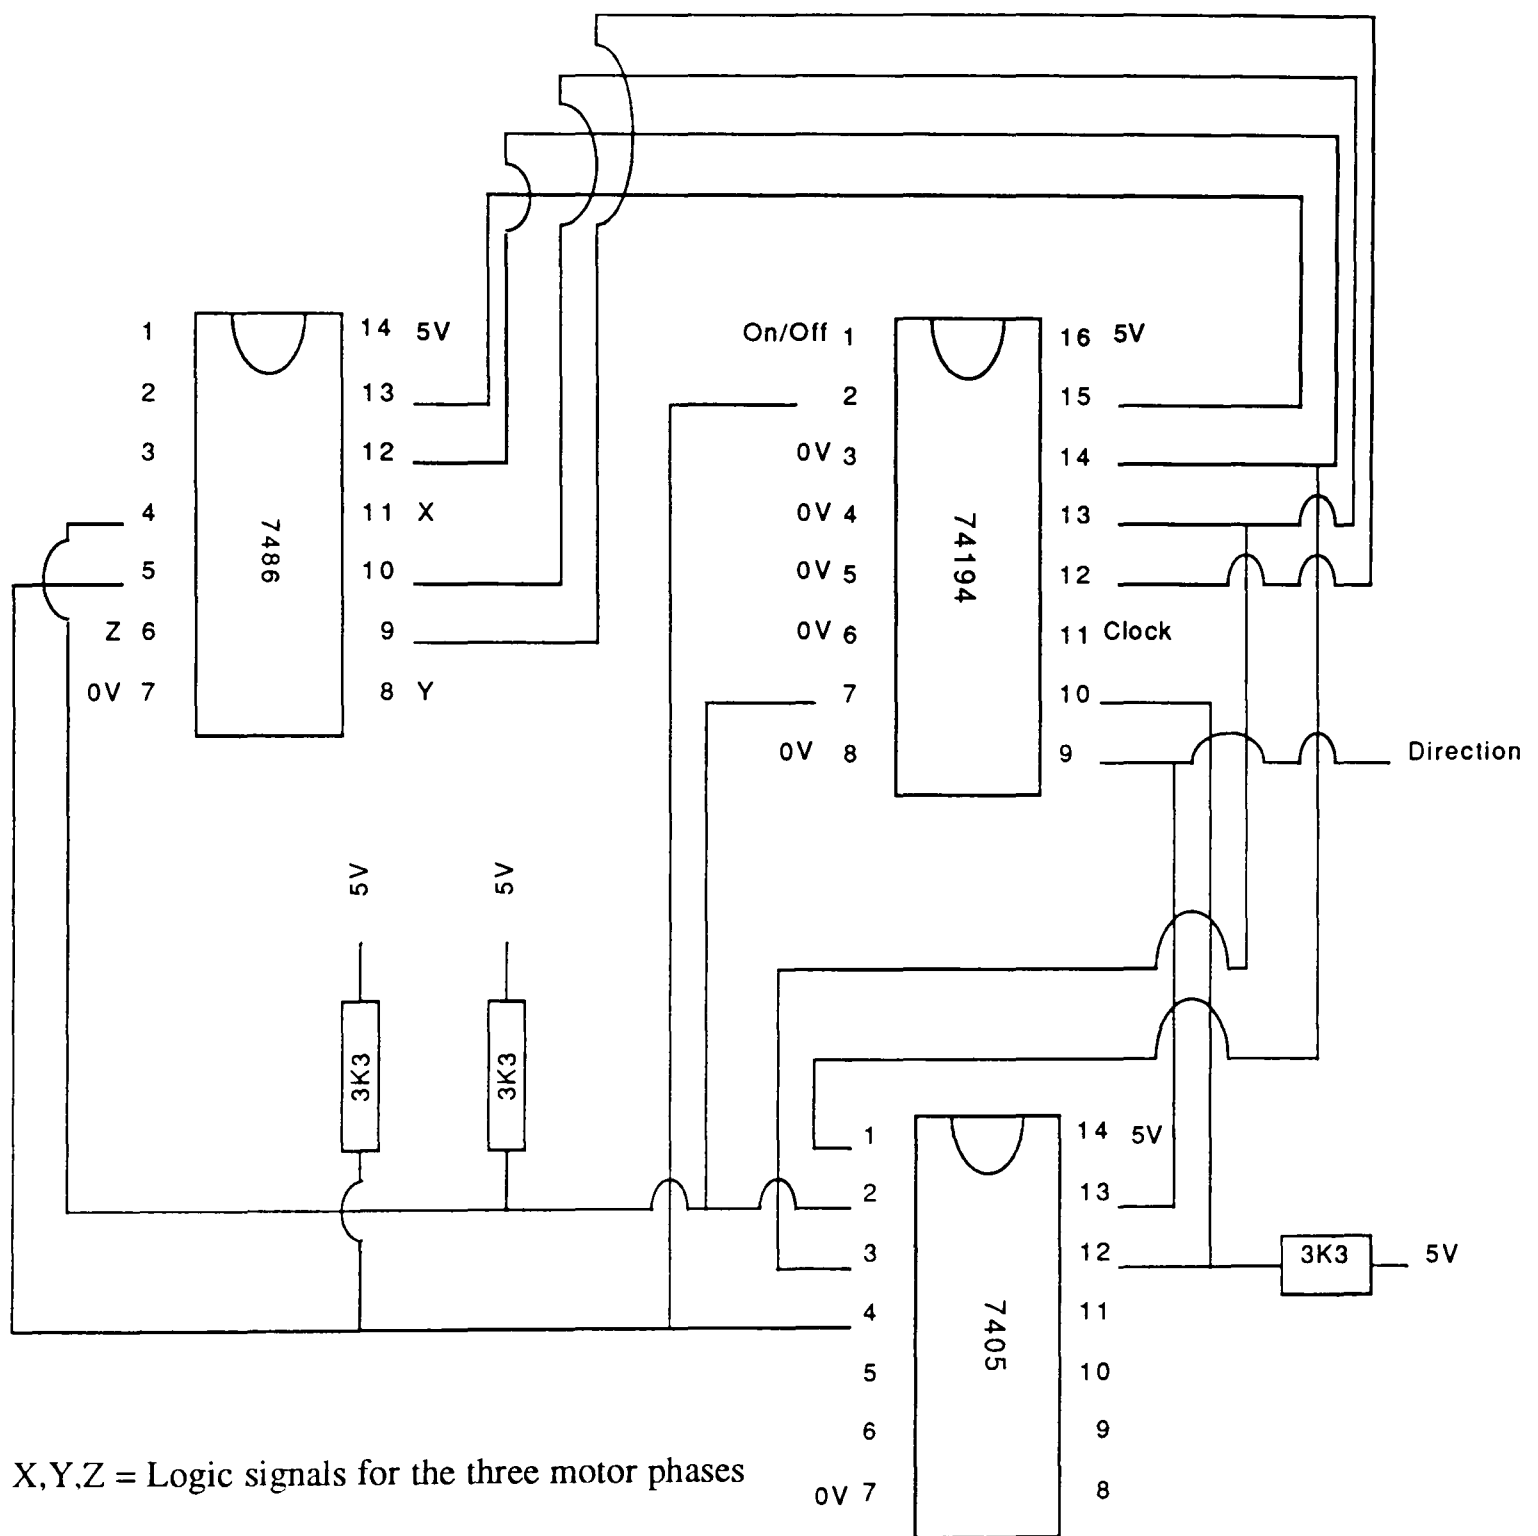 1 14 5V
2 13
3 12
4 11 X
5 10
Z 6 9
0V 7 8 Y
7486
On/Off 1 16 5V
2 15
0V 3 14
0V 4 13
0V 5 12
0V 6 11 Clock
7 10
0V 8 9 Direction
74194
5V 5V
3K3 3K3
1 14 5V
2 13
3 12 3K3 5V
4 11
5 10
6 9
0V 7 8
7405
X,Y,Z = Logic signals for the three motor phases